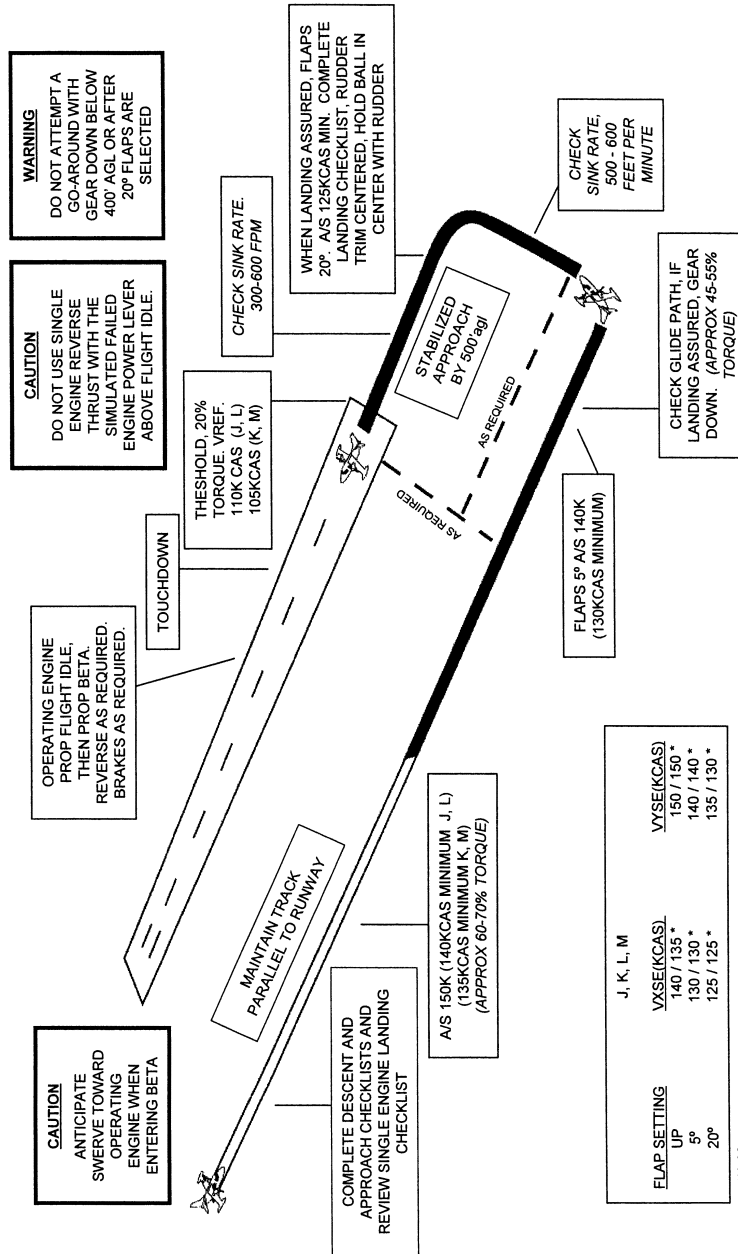 CAUTION
ANTICIPATE
SWERVE TOWARD
OPERATING
ENGINE WHEN
ENTERING BETA
OPERATING ENGINE
PROP FLIGHT IDLE,
THEN PROP BETA.
REVERSE AS REQUIRED.
BRAKES AS REQUIRED.
TOUCHDOWN
CAUTION
DO NOT USE SINGLE
ENGINE REVERSE
THRUST WITH THE
SIMULATED FAILED
ENGINE POWER LEVER
ABOVE FLIGHT IDLE.
WARNING
DO NOT ATTEMPT A
GO-AROUND WITH
GEAR DOWN BELOW
400' AGL OR AFTER
20º FLAPS ARE
SELECTED
THESHOLD, 20%
TORQUE. VREF.
110K CAS (J, L)
105KCAS (K, M)
CHECK SINK RATE.
300-600 FPM
WHEN LANDING ASSURED, FLAPS
20º. A/S 125KCAS MIN. COMPLETE
LANDING CHECKLIST, RUDDER
TRIM CENTERED, HOLD BALL IN
CENTER WITH RUDDER
MAINTAIN TRACK
PARALLEL TO RUNWAY
AS REQUIRED
AS REQUIRED
STABILIZED
APPROACH
BY 500'agl
CHECK
SINK RATE,
500 - 600
FEET PER
MINUTE
COMPLETE DESCENT AND
APPROACH CHECKLISTS AND
REVIEW SINGLE ENGINE LANDING
CHECKLIST
A/S 150K (140KCAS MINIMUM J, L)
(135KCAS MINIMUM K, M)
(APPROX 60-70% TORQUE)
FLAPS 5º A/S 140K
(130KCAS MINIMUM)
CHECK GLIDE PATH, IF
LANDING ASSURED, GEAR
DOWN. (APPROX 45-55%
TORQUE)
J, K, L, M
FLAP SETTING VXSE(KCAS) VYSE(KCAS)
UP 140 / 135 * 150 / 150 *
5º 130 / 130 * 140 / 140 *
20º 125 / 125 * 135 / 130 *